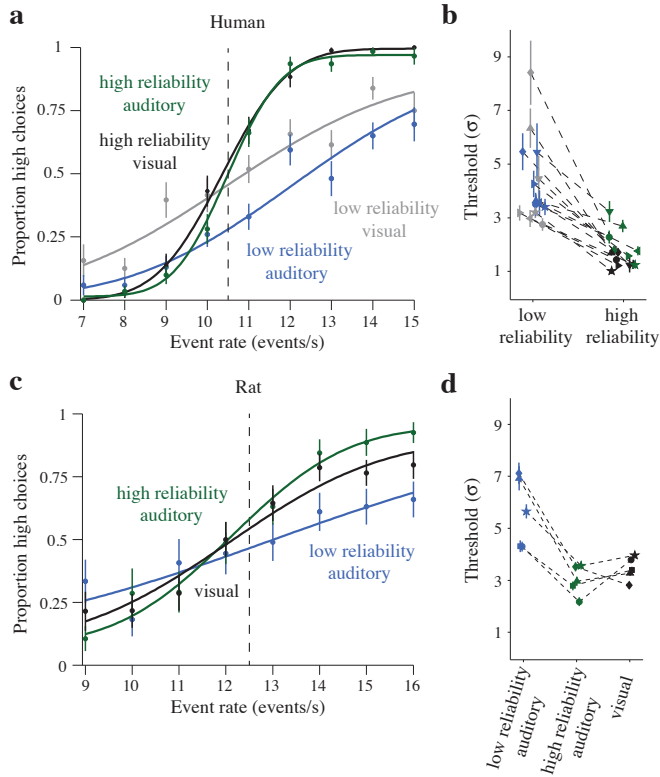 a
Human
1
0.75
0.5
0.25
0
Proportion high choices
high reliability
auditory
high reliability
visual
low reliability
visual
low reliability
auditory
7
8
9
10
11
12
13
14
15
Event rate (events/s)
b
9
7
5
3
1
Threshold (σ)
low
reliability
high
reliability
c
Rat
1
0.75
0.5
0.25
0
Proportion high choices
high reliability
auditory
visual
low reliability
auditory
9
10
11
12
13
14
15
16
Event rate (events/s)
d
9
7
5
3
1
Threshold (σ)
low reliability
auditory
high reliability
auditory
visual